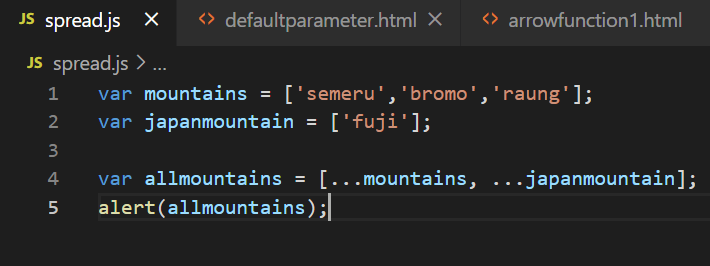 JS spread.js × <> defaultparameter.html × <> arrowfunction1.html
JS spread.js > ...
1 var mountains = ['semeru','bromo','raung'];
2 var japanmountain = ['fuji'];
3
4 var allmountains = [...mountains, ...japanmountain];
5 alert(allmountains);